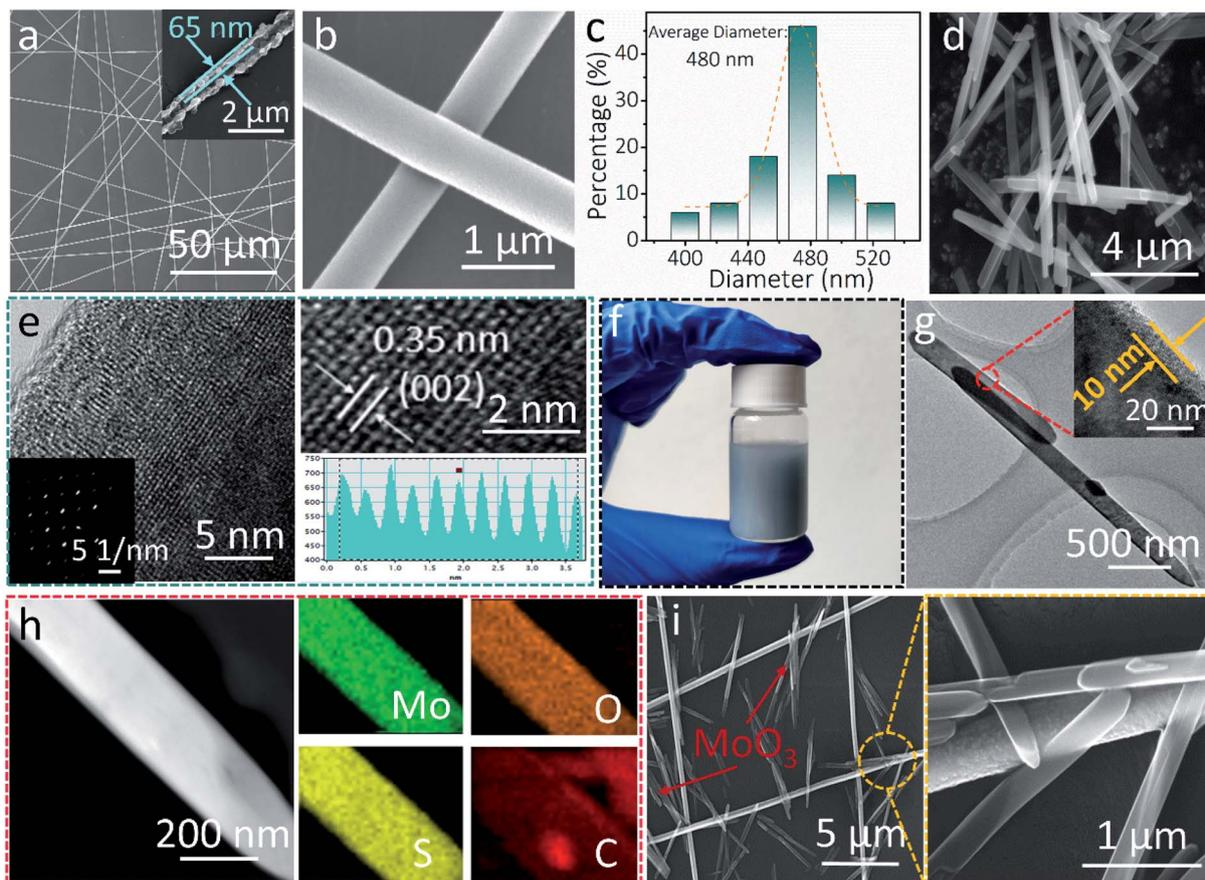 a
65 nm
2 μm
50 μm
b
1 μm
c
Average Diameter:
480 nm
Percentage (%)
40
30
20
10
0
400 440 480 520
Diameter (nm)
d
4 μm
e
5 1/nm
5 nm
0.35 nm
(002)
2 nm
750
700
650
600
550
500
450
400
0.0 0.5 1.0 1.5 2.0 2.5 3.0 3.5
nm
f
g
10 nm
20 nm
500 nm
h
200 nm
Mo
O
S
C
i
MoO₃
5 μm
1 μm